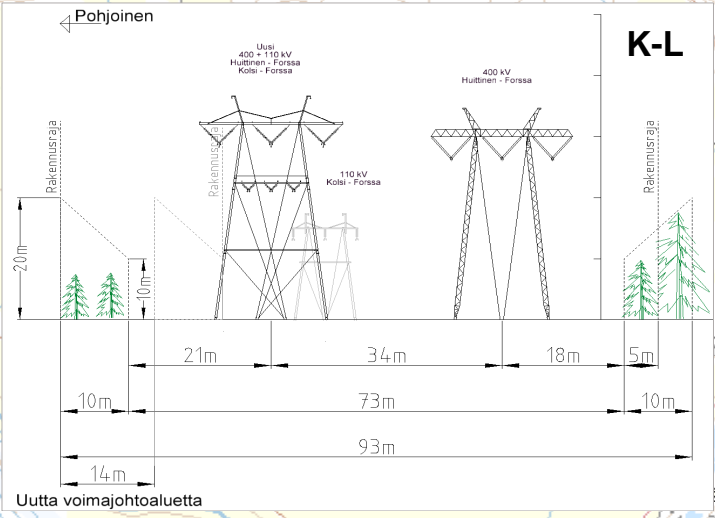 Pohjoinen
K-L
Uusi
400 + 110 kV
Huittinen - Forssa
Kolsi - Forssa
400 kV
Huittinen - Forssa
110 kV
Kolsi - Forssa
Rakennusraja
Rakennusraja
Rakennusraja
20m
10m
21m
34m
18m
5m
10m
73m
10m
93m
14m
Uutta voimajohtoaluetta